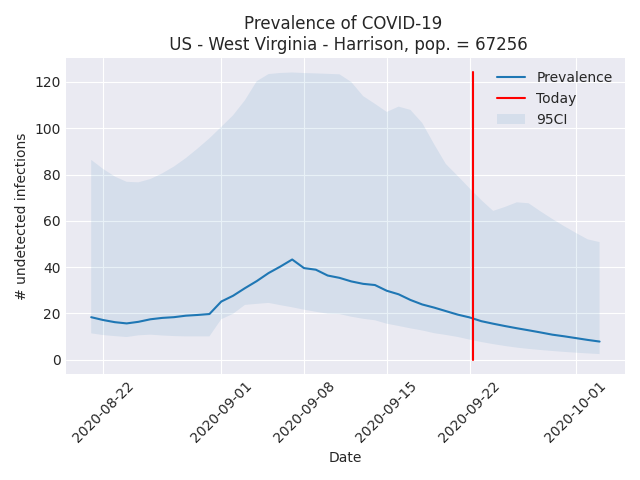 Prevalence of COVID-19
US - West Virginia - Harrison, pop. = 67256
Prevalence
Today
95CI
120
100
80
60
40
20
0
# undetected infections
2020-08-22
2020-09-01
2020-09-08
2020-09-15
2020-09-22
2020-10-01
Date